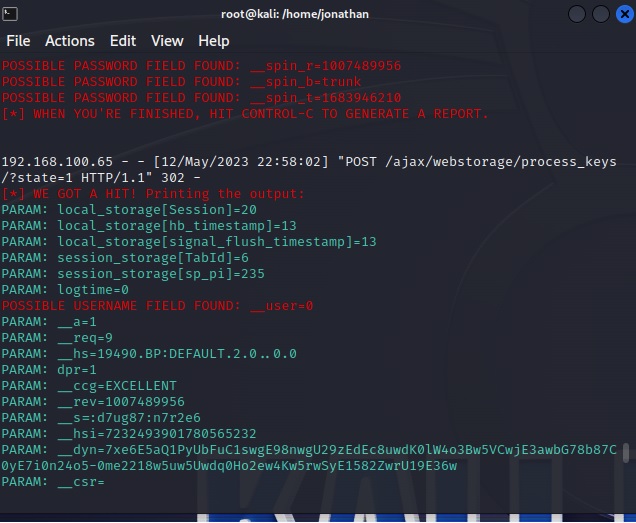 root@kali: /home/jonathan
File Actions Edit View Help
POSSIBLE PASSWORD FIELD FOUND: __spin_r=1007489956
POSSIBLE PASSWORD FIELD FOUND: __spin_b=trunk
POSSIBLE PASSWORD FIELD FOUND: __spin_t=1683946210
[*] WHEN YOU'RE FINISHED, HIT CONTROL-C TO GENERATE A REPORT.
192.168.100.65 - - [12/May/2023 22:58:02] "POST /ajax/webstorage/process_keys
/?state=1 HTTP/1.1" 302 -
[*] WE GOT A HIT! Printing the output:
PARAM: local_storage[Session]=20
PARAM: local_storage[hb_timestamp]=13
PARAM: local_storage[signal_flush_timestamp]=13
PARAM: session_storage[TabId]=6
PARAM: session_storage[sp_pi]=235
PARAM: logtime=0
POSSIBLE USERNAME FIELD FOUND: __user=0
PARAM: __a=1
PARAM: __req=9
PARAM: __hs=19490.BP:DEFAULT.2.0..0.0
PARAM: dpr=1
PARAM: __ccg=EXCELLENT
PARAM: __rev=1007489956
PARAM: __s=:d7ug87:n7r2e6
PARAM: __hsi=7232493901780565232
PARAM: __dyn=7xe6E5aQ1PyUbFuC1swgE98nwgU29zEdEc8uwdK0lW4o3Bw5VCwjE3awbG78b87C
0yE7i0n24o5-0me2218w5uw5Uwdq0Ho2ew4Kw5rwSyE1582ZwrU19E36w
PARAM: __csr=